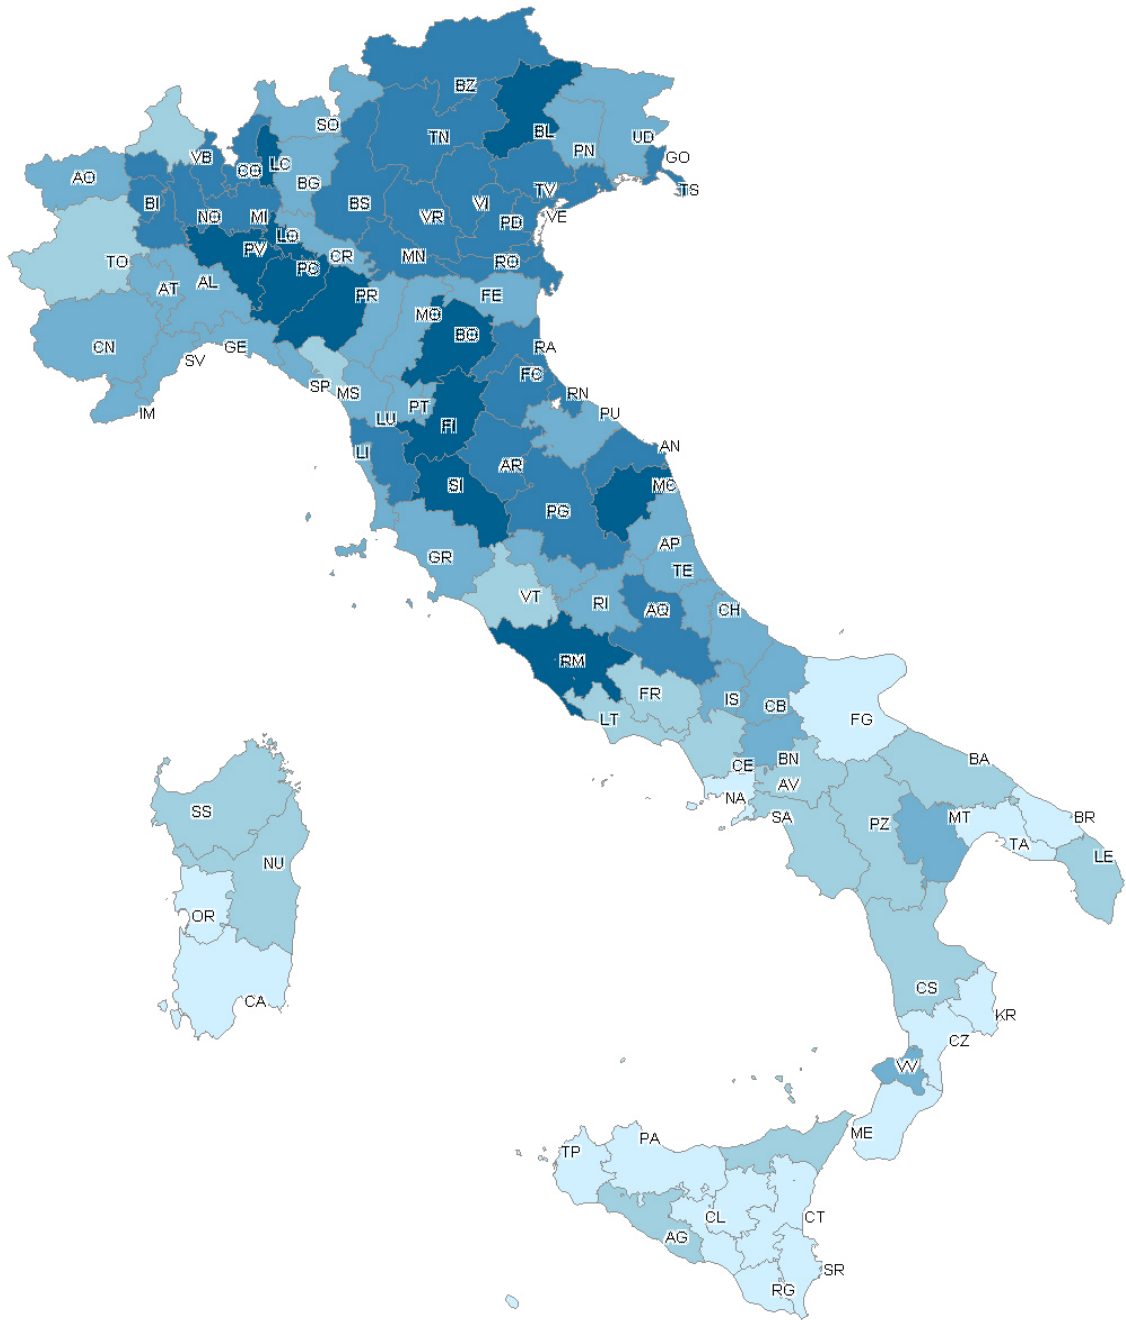 BZ
SO
TN
BL
UD
PN
GO
TS
VB
CO
LC
AO
BG
BI
BS
VI
TV
VE
NO
MI
VR
PD
LO
PV
CR
MN
RO
TO
PC
AT
AL
PR
FE
MO
BO
CN
SV
GE
RA
FC
SP
MS
RN
IM
LU
PT
PU
FI
LI
AN
AR
SI
MC
PG
AP
GR
TE
VT
RI
AQ
CH
RM
FR
IS
CB
LT
FG
CE
BN
BA
AV
NA
SS
SA
PZ
MT
BR
TA
LE
NU
OR
CS
CA
KR
CZ
VV
ME
PA
TP
CL
CT
AG
SR
RG